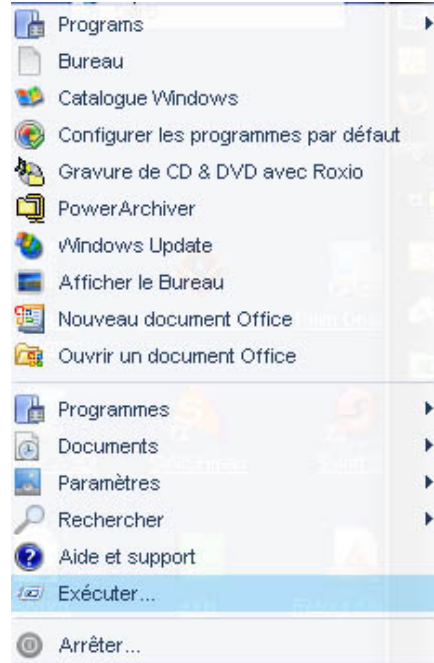 Programs
Bureau
Catalogue Windows
Configurer les programmes par défaut
Gravure de CD & DVD avec Roxio
PowerArchiver
Windows Update
Afficher le Bureau
Nouveau document Office
Ouvrir un document Office
Programmes
Documents
Paramètres
Rechercher
Aide et support
Exécuter...
Arrêter...